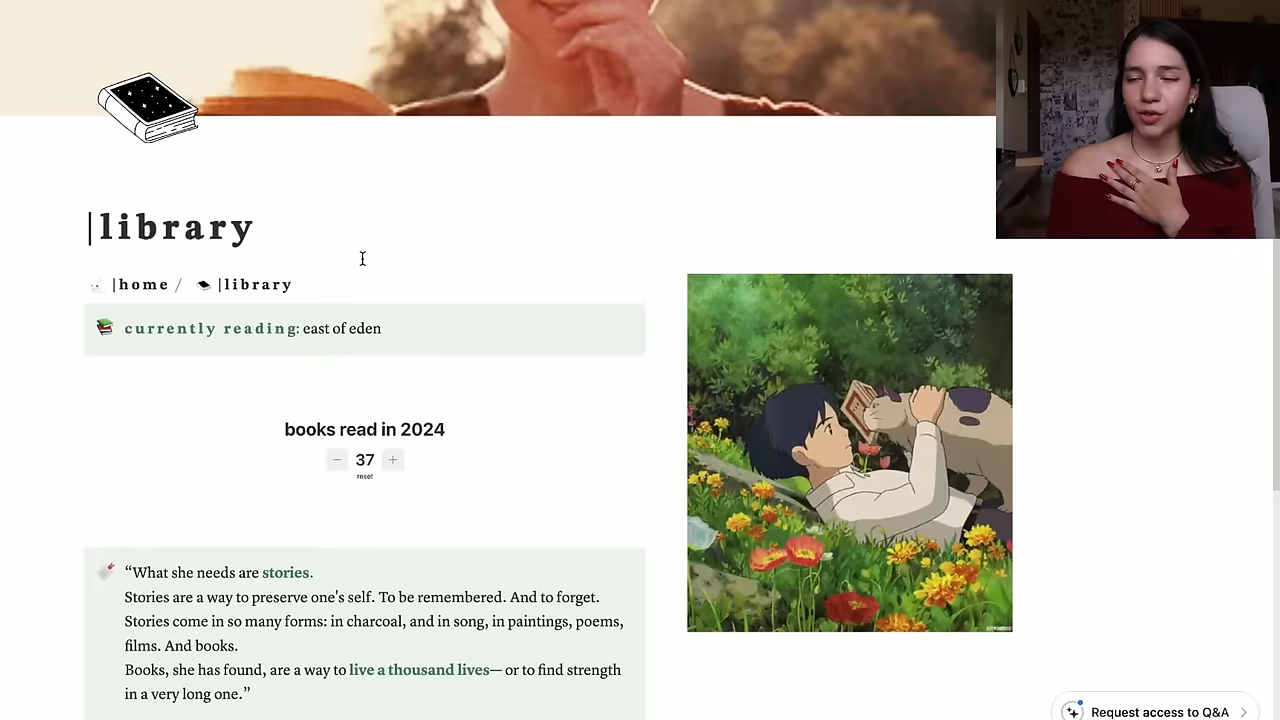 |library
|home / |library
currently reading: east of eden
books read in 2024
− 37 +
reset
“What she needs are stories.
Stories are a way to preserve one's self. To be remembered. And to forget.
Stories come in so many forms: in charcoal, and in song, in paintings, poems,
films. And books.
Books, she has found, are a way to live a thousand lives— or to find strength
in a very long one.”
Request access to Q&A